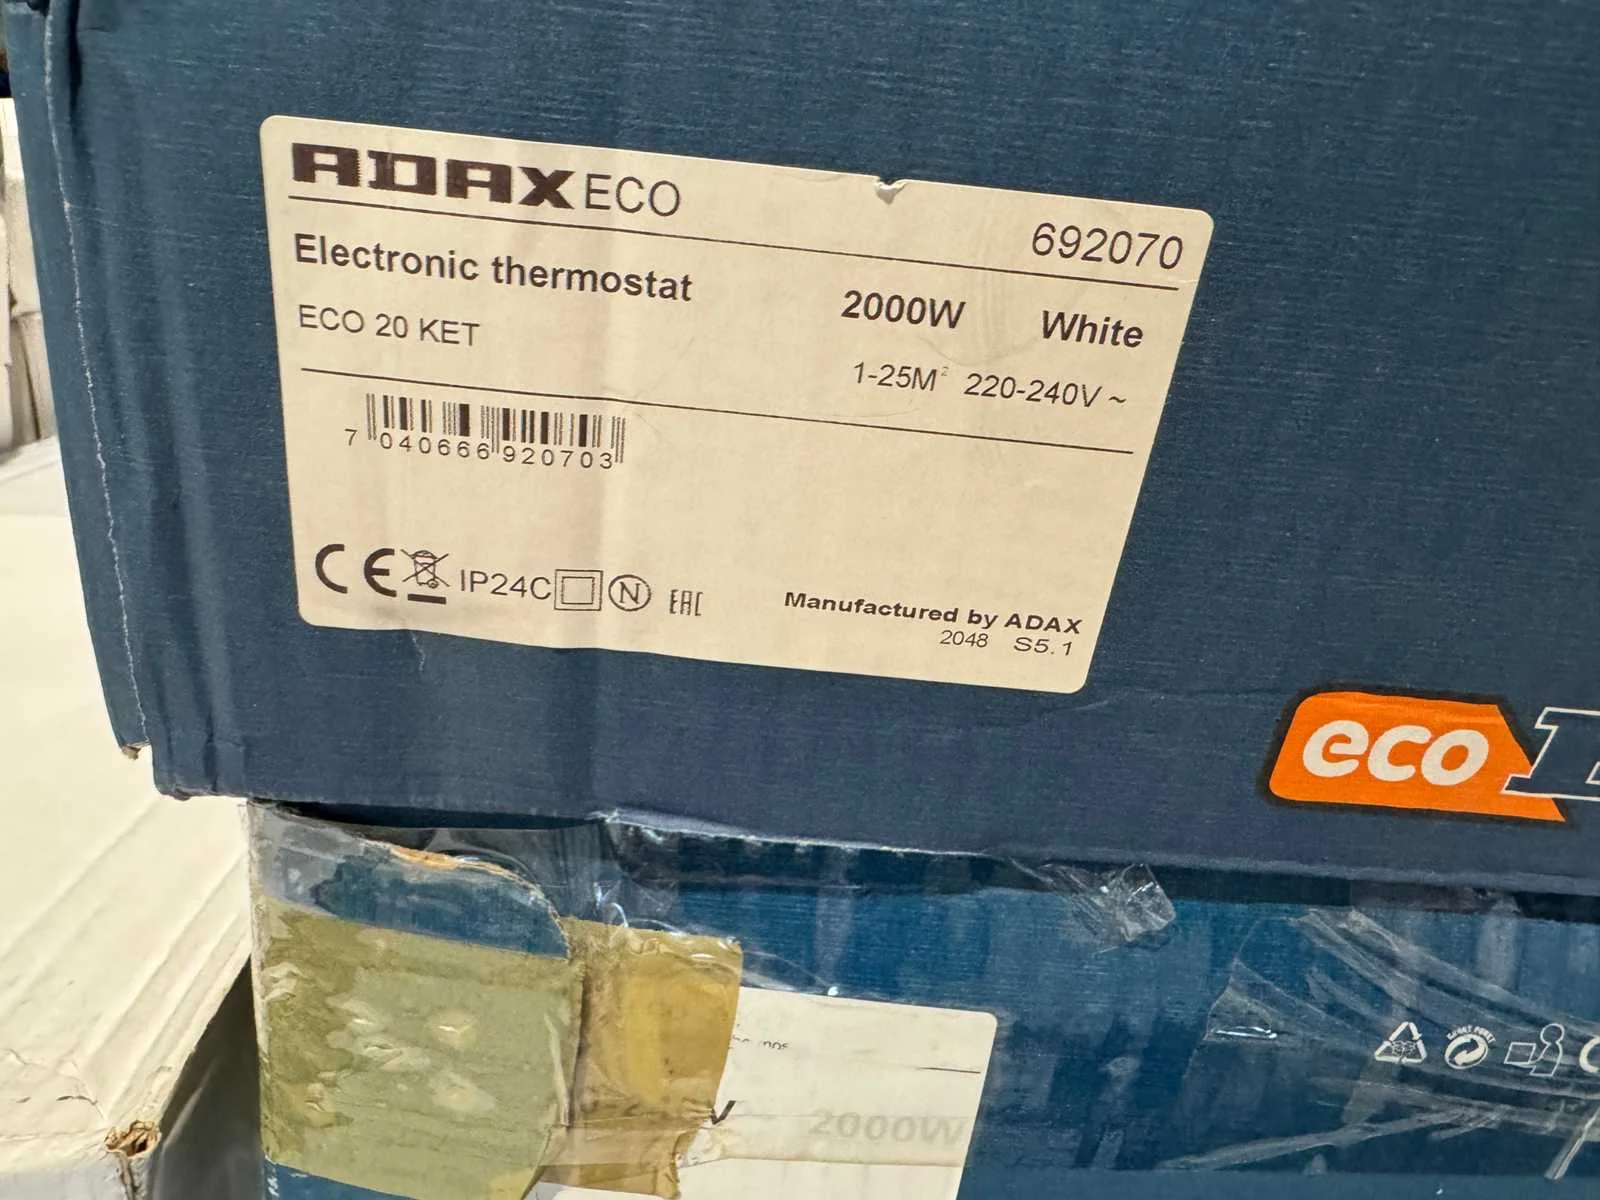 ADAX ECO
692070
Electronic thermostat 2000W White
ECO 20 KET 1-25M² 220-240V ~
7 040666 920703
CE IP24C N EAC
Manufactured by ADAX
2048 S5.1
eco
2000W